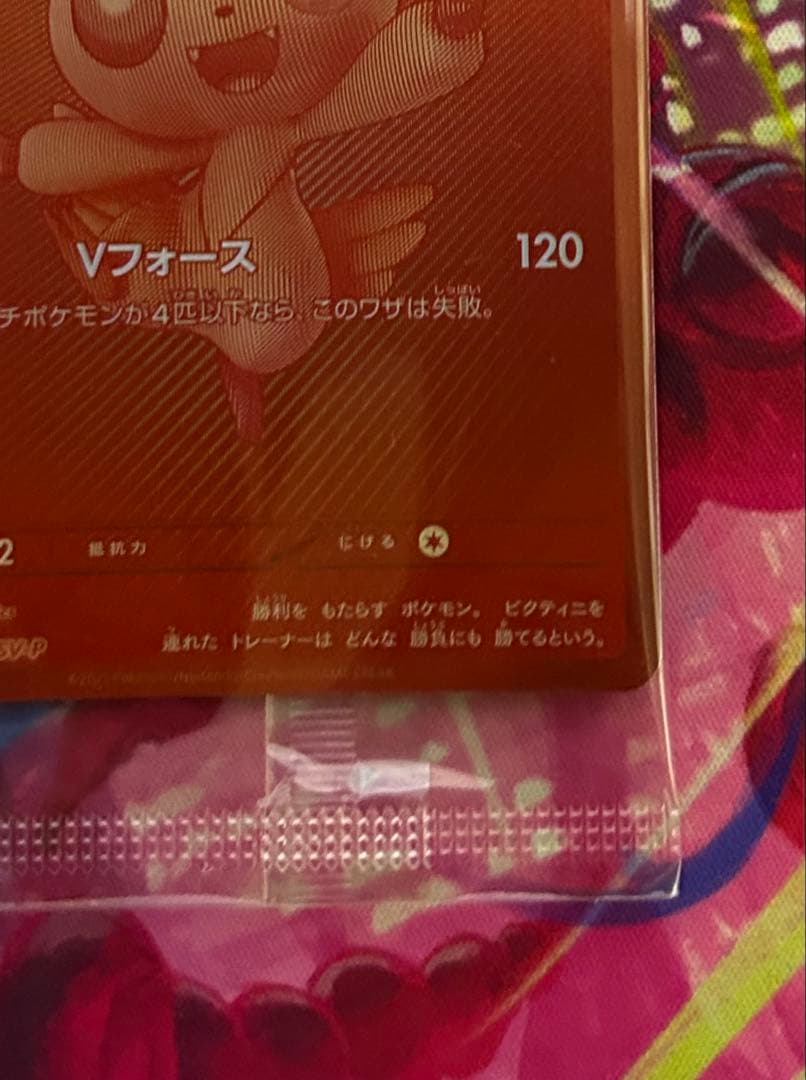 Vフォース 120
チポケモンが4匹以下なら、このワザは失敗。
2 抵抗力 にげる
勝利を もたらす ポケモン。 ビクティニを
SV-P 連れた トレーナーは どんな 勝負にも 勝てるという。